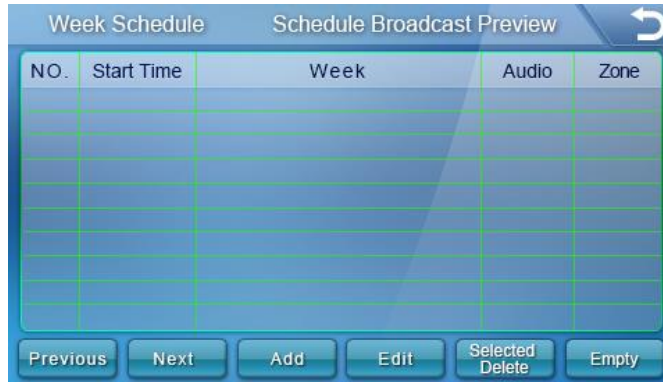 Week Schedule Schedule Broadcast Preview
NO. Start Time Week Audio Zone
Previous Next Add Edit Selected Delete Empty